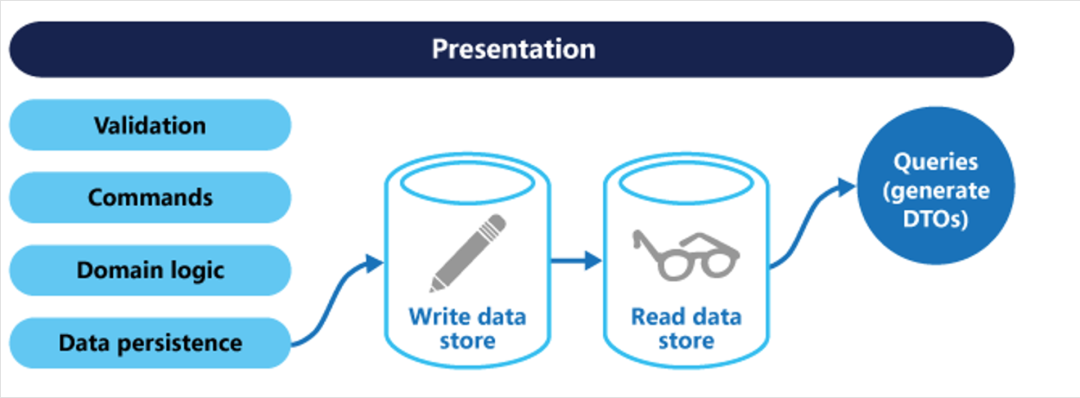 Presentation
Validation
Commands
Domain logic
Data persistence
Write data
store
Read data
store
Queries
(generate
DTOs)